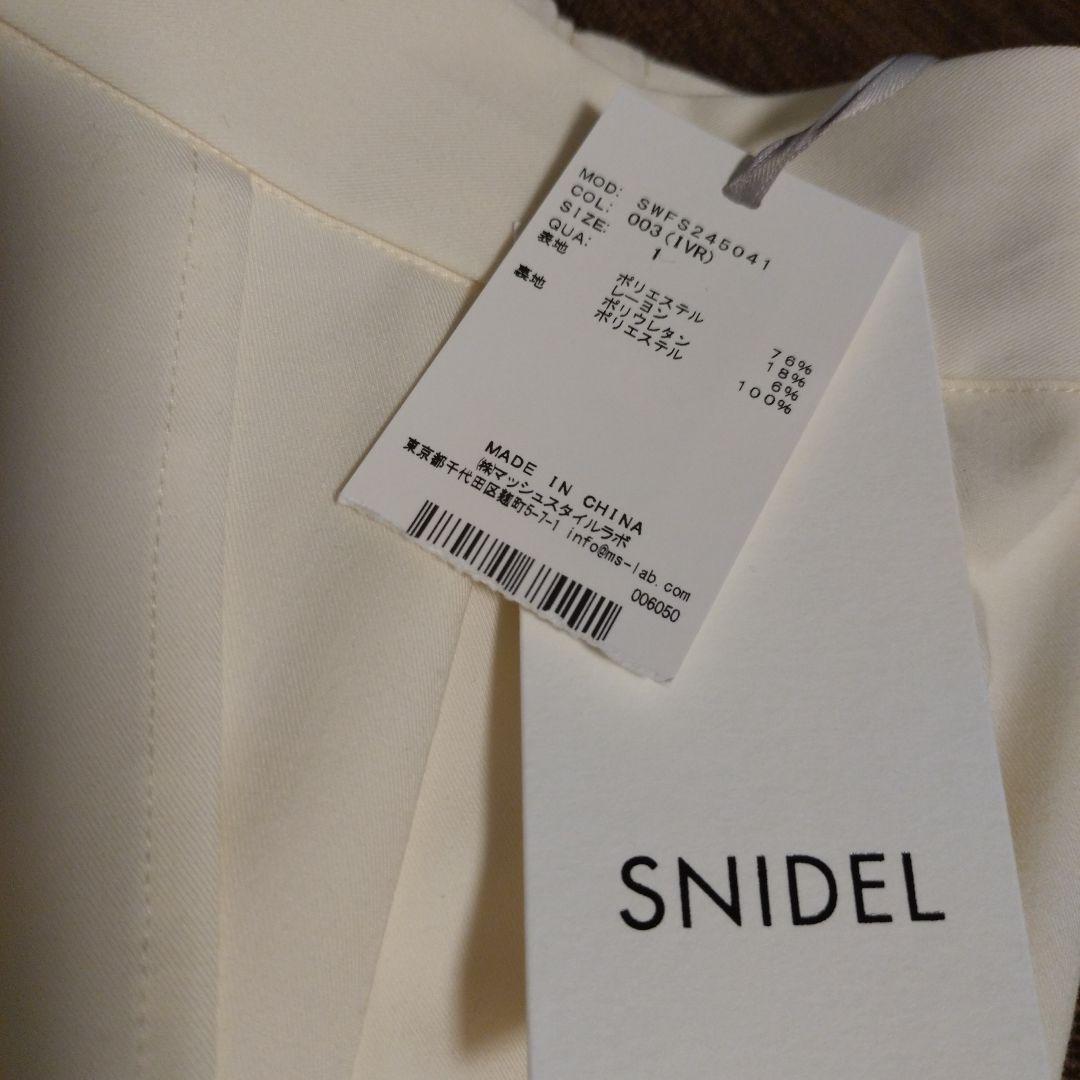 MOD: SWFS245041
COL: 003(IVR)
SIZE: 1
QUA:
表地 ポリエステル 76%
レーヨン 18%
ポリウレタン 6%
裏地 ポリエステル 100%
MADE IN CHINA
㈱マッシュスタイルラボ
東京都千代田区麹町5-7-1 info@ms-lab.com
006050
SNIDEL